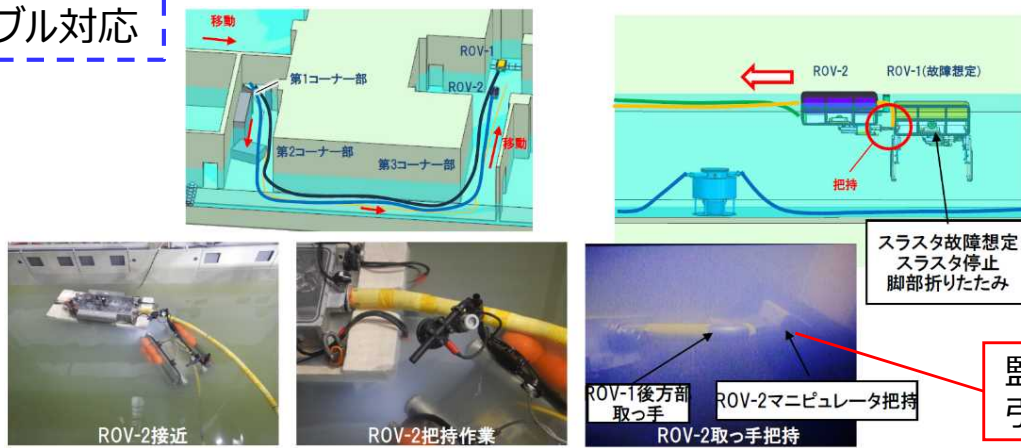 ブル対応
移動
ROV-1
ROV-2
第1コーナー部
第2コーナー部
第3コーナー部
移動
ROV-2
ROV-1(故障想定)
把持
スラスタ故障想定
スラスタ停止
脚部折りたたみ
ROV-2接近
ROV-2把持作業
ROV-1後方部
取っ手
ROV-2マニピュレータ把持
ROV-2取っ手把持